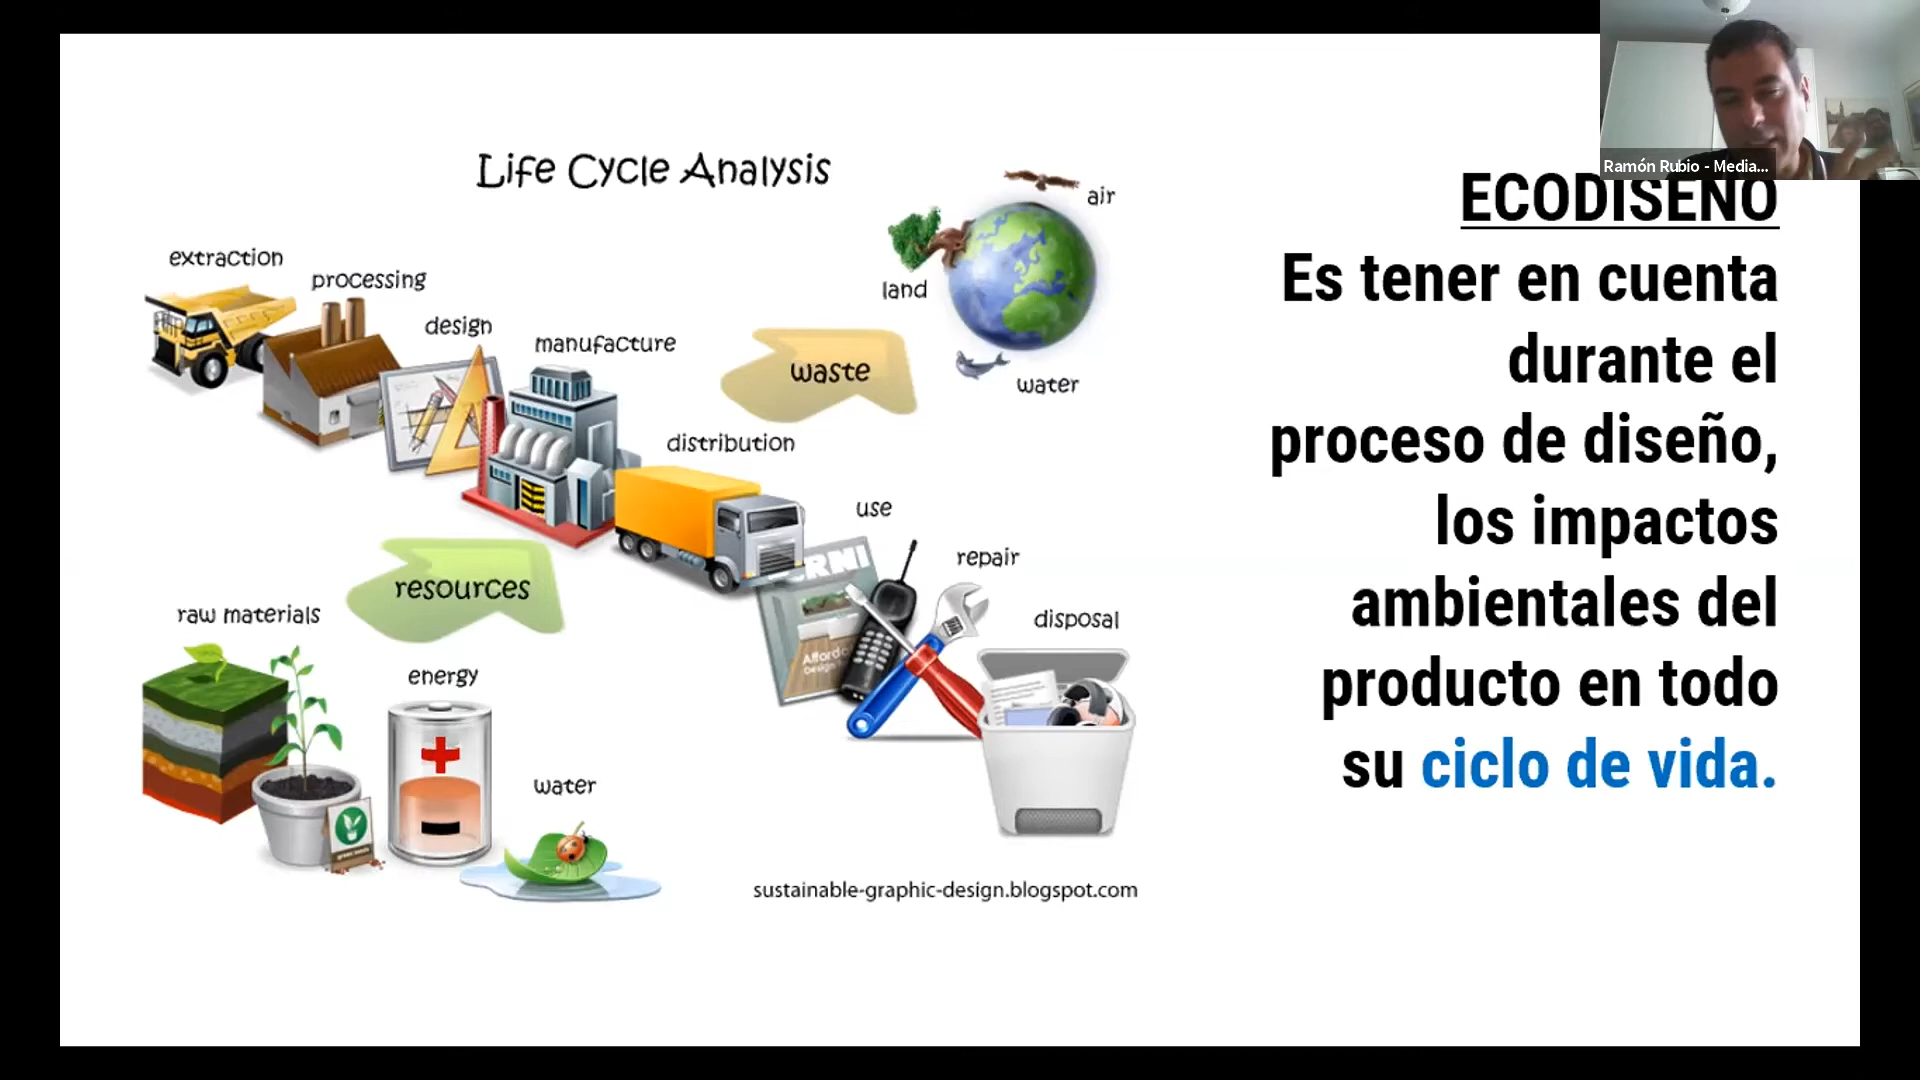 Ramón Rubio - Media...
Life Cycle Analysis
air
land
water
extraction
processing
design
manufacture
waste
distribution
use
repair
disposal
resources
raw materials
energy
water
sustainable-graphic-design.blogspot.com
ECODISEÑO
Es tener en cuenta
durante el
proceso de diseño,
los impactos
ambientales del
producto en todo
su ciclo de vida.